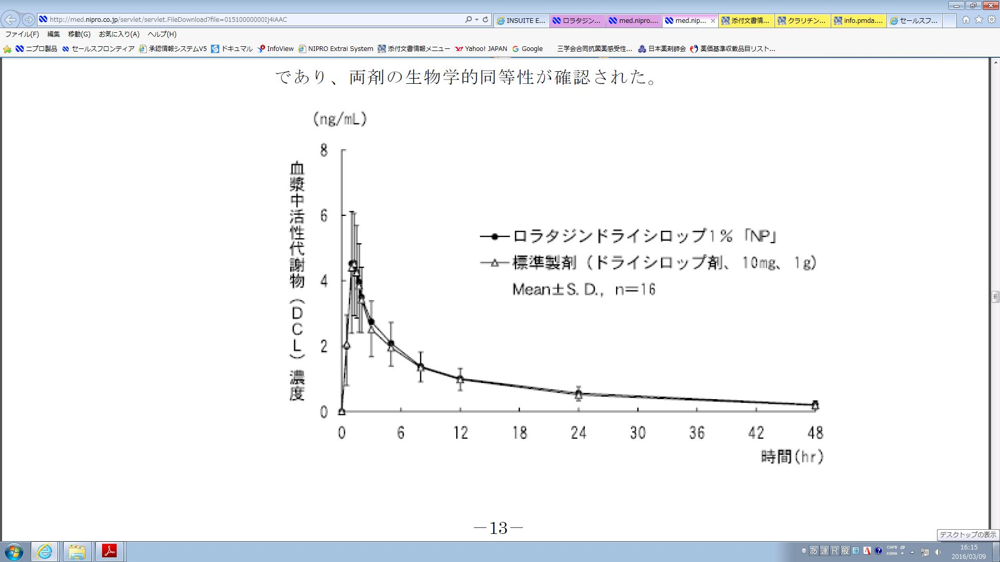 http://med.nipro.co.jp/servlet/servlet.FileDownload?file=01510000000Ij4iAAC
INSUITE E...
ロラタジン...
med.nipro....
med.nip...
添付文書情...
クラリチン...
info.pmda....
セールスフ...
ファイル(F) 編集 移動(G) お気に入り(A) ヘルプ(H)
ニプロ製品 セールスフロンティア 承認情報システムV5 ドキュマル InfoView NIPRO Extrai System 添付文書情報メニュー Yahoo! JAPAN Google 三学会合同抗菌薬感受性... 日本薬剤師会 薬価基準収載品目リスト...
であり、両剤の生物学的同等性が確認された。
(ng/mL)
血漿中活性代謝物(DCL)濃度
8
6
4
2
0
ロラタジンドライシロップ1%「NP」
標準製剤（ドライシロップ剤、10mg、1g）
Mean±S.D., n=16
0 6 12 18 24 30 36 42 48
時間(hr)
－13－
デスクトップの表示
あ 連 R 般 CAPS KANA
16:15
2016/03/09